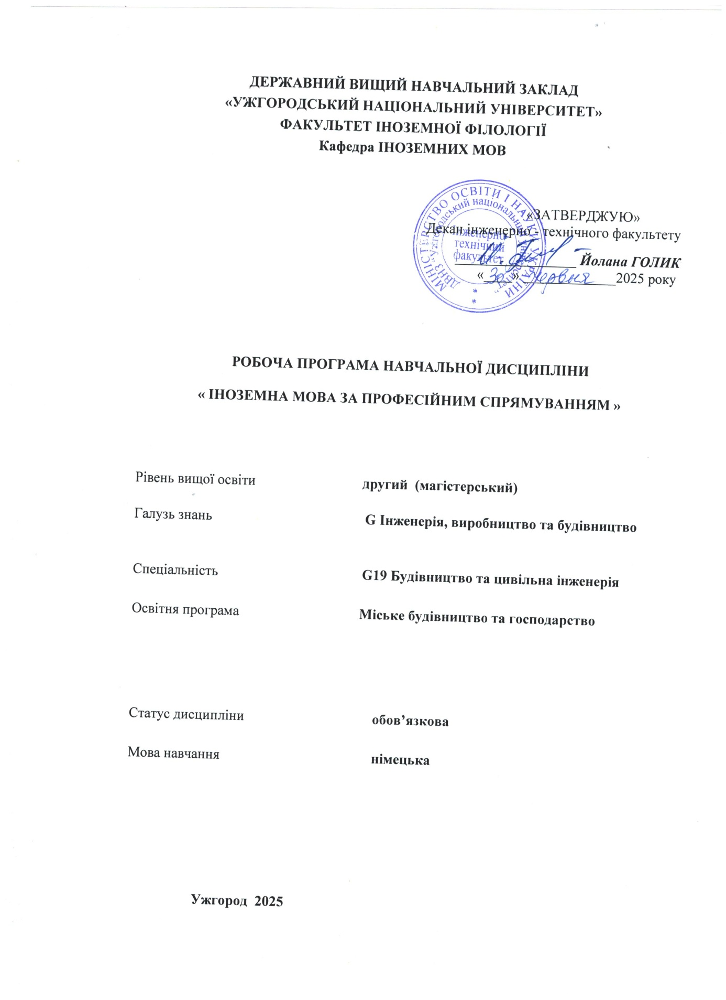 ДЕРЖАВНИЙ ВИЩИЙ НАВЧАЛЬНИЙ ЗАКЛАД
«УЖГОРОДСЬКИЙ НАЦІОНАЛЬНИЙ УНІВЕРСИТЕТ»
ФАКУЛЬТЕТ ІНОЗЕМНОЇ ФІЛОЛОГІЇ
Кафедра ІНОЗЕМНИХ МОВ
МІНІСТЕРСТВО ОСВІТИ І НАУКИ УКРАЇНИ
ДВНЗ "Ужгородський національний університет"
Інженерно-
технічний
факультет
«ЗАТВЕРДЖУЮ»
Декан інженерно - технічного факультету
Йолана ГОЛИК
«30» червня 2025 року
РОБОЧА ПРОГРАМА НАВЧАЛЬНОЇ ДИСЦИПЛІНИ
« ІНОЗЕМНА МОВА ЗА ПРОФЕСІЙНИМ СПРЯМУВАННЯМ »
Рівень вищої освіти другий (магістерський)
Галузь знань G Інженерія, виробництво та будівництво
Спеціальність G19 Будівництво та цивільна інженерія
Освітня програма Міське будівництво та господарство
Статус дисципліни обов’язкова
Мова навчання німецька
Ужгород 2025